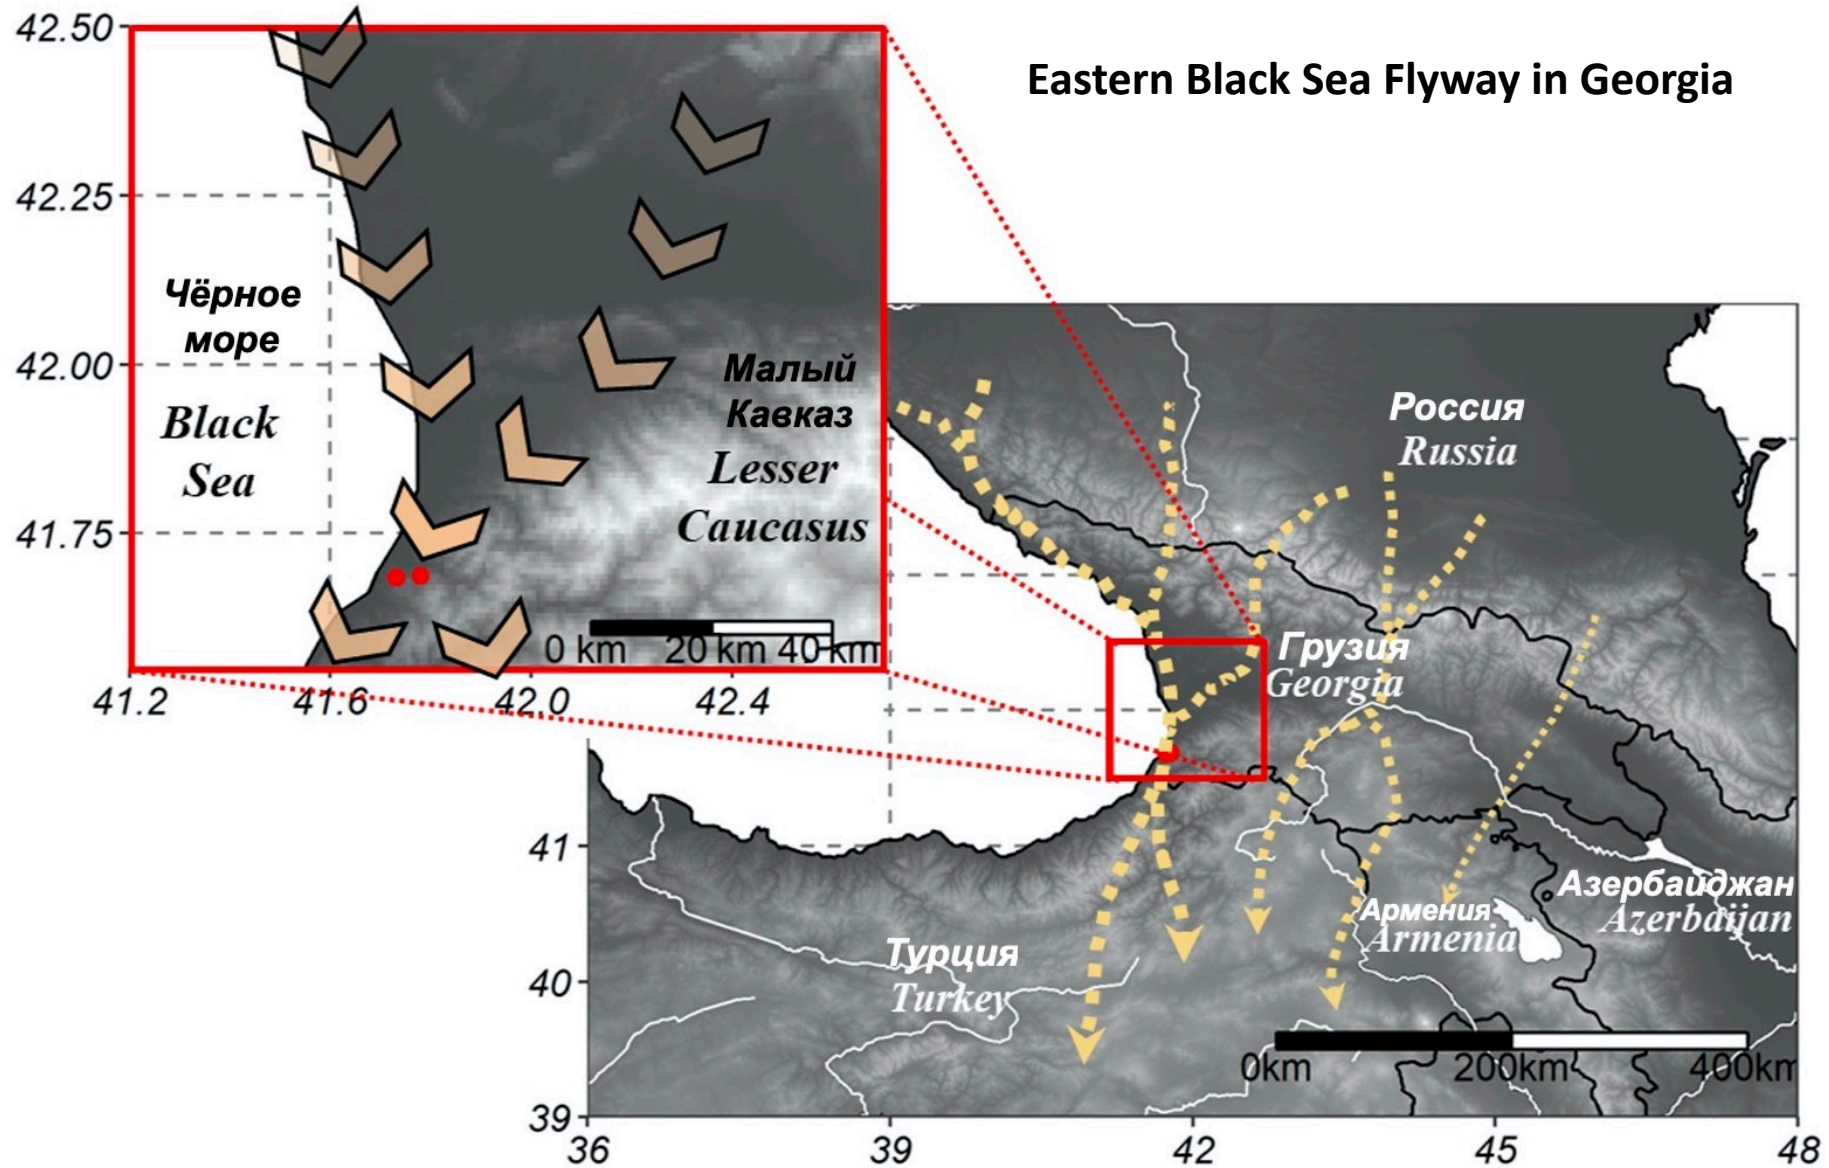 Eastern Black Sea Flyway in Georgia
42.50
42.25
42.00
41.75
Чёрное
море
Black
Sea
Малый
Кавказ
Lesser
Caucasus
0 km 20 km 40 km
41.2 41.6 42.0 42.4
Россия
Russia
Грузия
Georgia
Азербайджан
Azerbaijan
Армения
Armenia
Турция
Turkey
0km 200km 400km
41
40
39
36 39 42 45 48